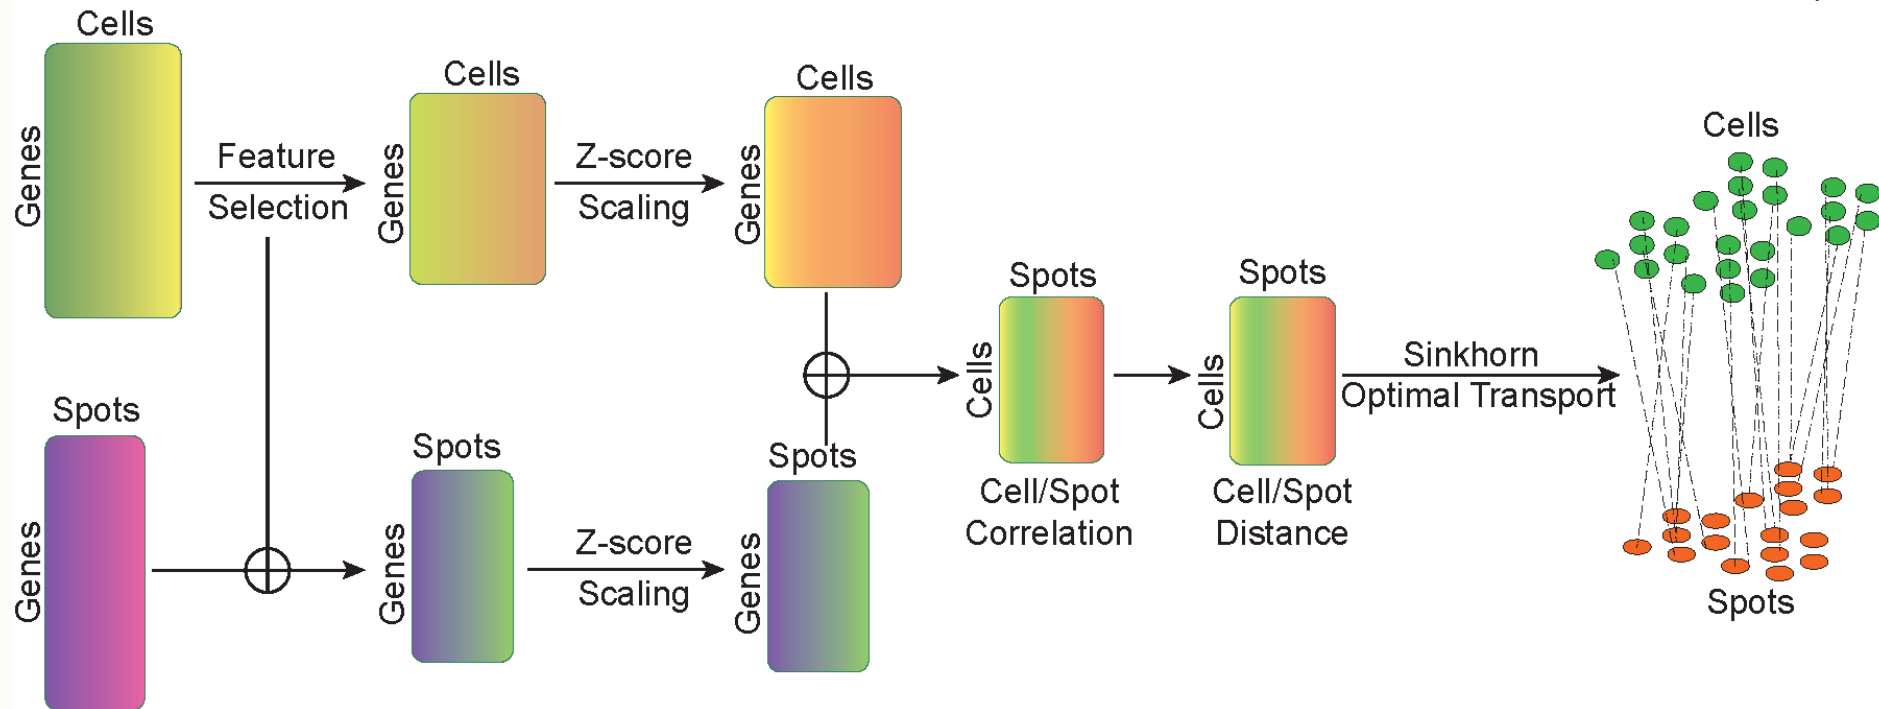 Cells
Genes
Feature
Selection
Cells
Genes
Z-score
Scaling
Cells
Genes
Spots
Genes
Spots
Genes
Z-score
Scaling
Spots
Genes
Spots
Cells
Cell/Spot
Correlation
Spots
Cells
Cell/Spot
Distance
Sinkhorn
Optimal Transport
Cells
Spots